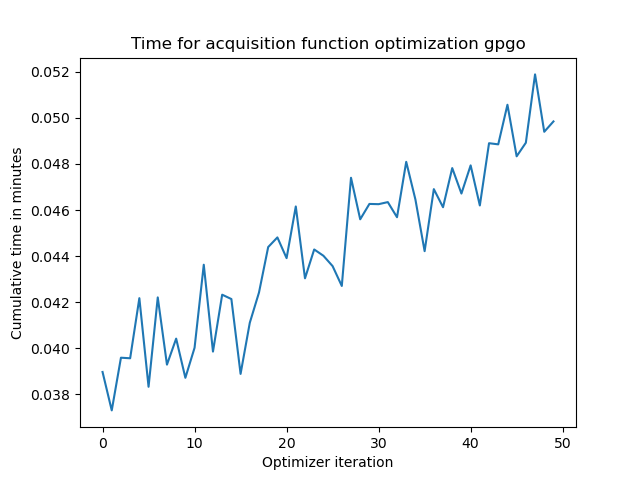 Time for acquisition function optimization gpgo
0.052
0.050
0.048
0.046
0.044
0.042
0.040
0.038
Cumulative time in minutes
0 10 20 30 40 50
Optimizer iteration